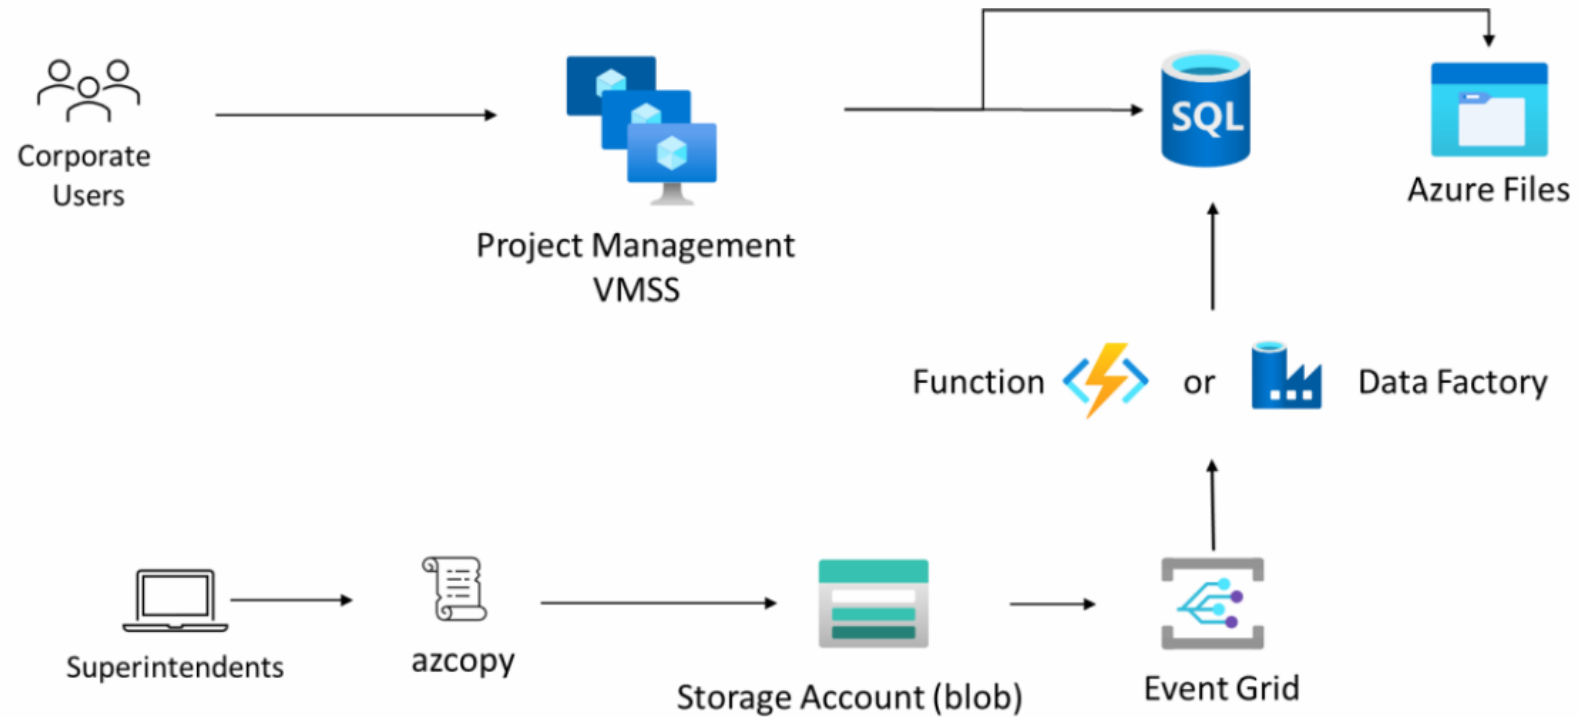 SQL
Corporate
Users
Azure Files
Project Management
VMSS
Function or Data Factory
Superintendents
azcopy
Storage Account (blob)
Event Grid